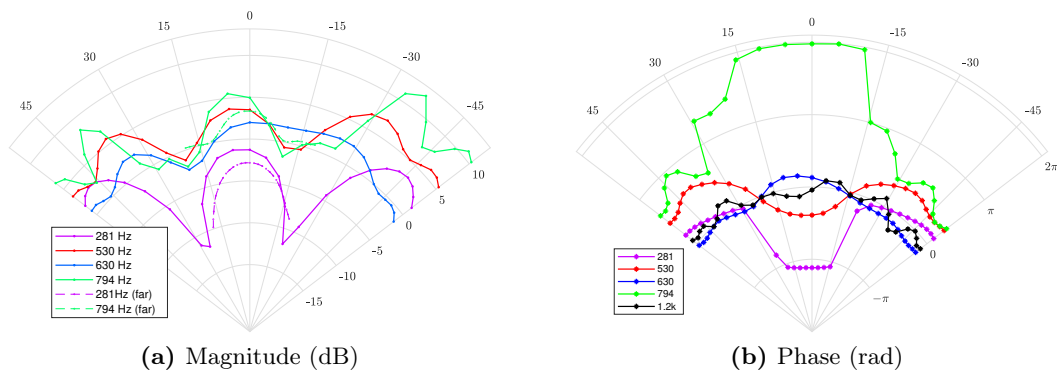 0
15
-15
30
-30
45
-45
10
5
0
-5
-10
-15
281 Hz
530 Hz
630 Hz
794 Hz
281Hz (far)
794 Hz (far)
(a) Magnitude (dB)
0
15
-15
30
-30
45
-45
2π
π
0
−π
281
530
630
794
1.2k
(b) Phase (rad)